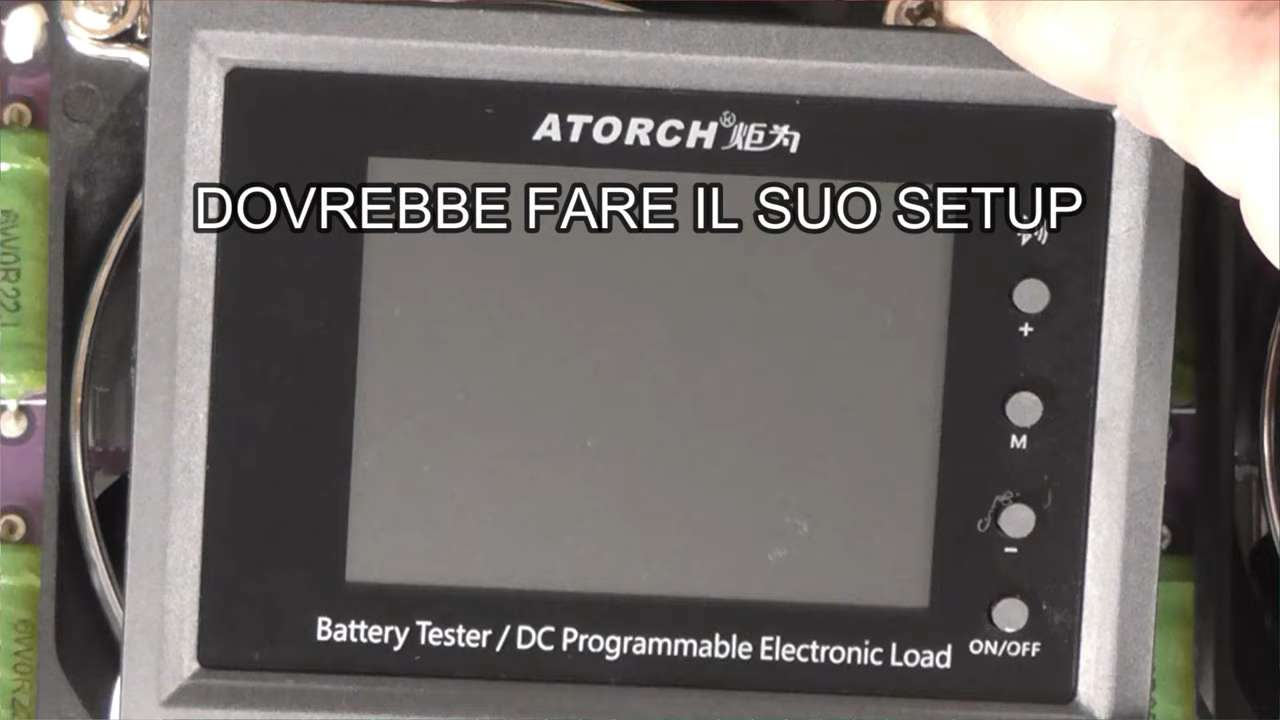 ATORCH®炬为
DOVREBBE FARE IL SUO SETUP
+
M
-
ON/OFF
Battery Tester / DC Programmable Electronic Load